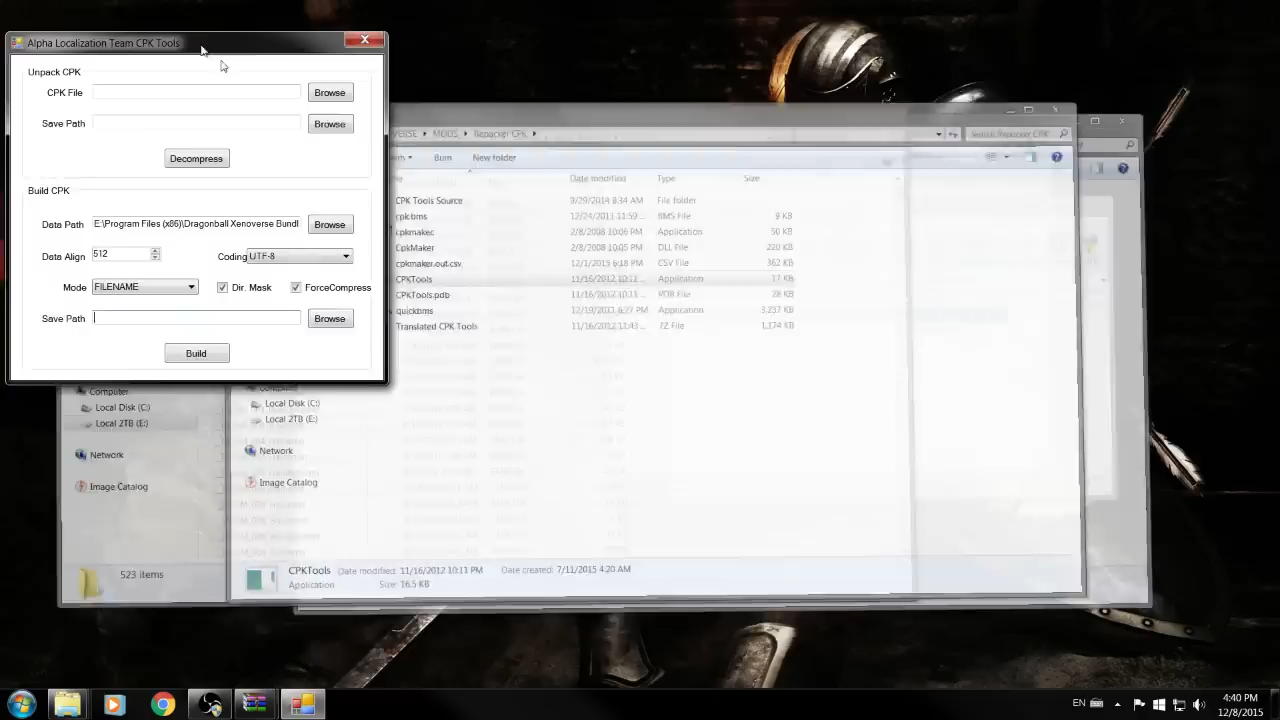 Alpha Localization Team CPK Tools
Unpack CPK
CPK File
Browse
Save Path
Browse
Decompress
Build CPK
Data Path E:\Program Files (x86)\Dragonball Xenoverse Bundl Browse
Data Align 512 Coding UTF-8
Mode FILENAME Dir. Mask ForceCompress
Save Path Browse
Build
VERSE MODS Repacker CPK Search Repacker CPK
Burn New folder
Date modified Type Size
CPK Tools Source 9/29/2014 8:34 AM File folder
cpk.bms 12/24/2011 11:59 ... BMS File 9 KB
cpkmaker 2/8/2008 10:06 PM Application 50 KB
CpkMaker 2/8/2008 10:05 PM DLL File 220 KB
cpkmaker.out.csv 12/1/2015 6:18 PM CSV File 362 KB
CPKTools 11/16/2012 10:11 ... Application 17 KB
CPKTools.pdb 11/16/2012 10:11 ... PDB File 28 KB
quickbms Application 3,237 KB
Translated CPK Tools 11/16/2012 11:43 ... 7Z File 1,174 KB
Computer
Local Disk (C:)
Local 2TB (E:)
Network
Image Catalog
Local Disk (C:)
Local 2TB (E:)
Network
Image Catalog
523 items
CPKTools Date modified: 11/16/2012 10:11 PM Date created: 7/11/2015 4:20 AM
Application Size: 16.5 KB
EN
4:40 PM
12/8/2015